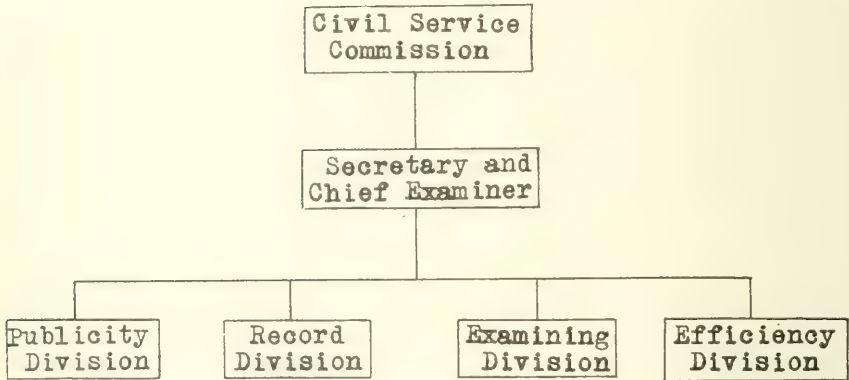 Civil Service
Commission
Secretary and
Chief Examiner
Publicity
Division
Record
Division
Examining
Division
Efficiency
Division